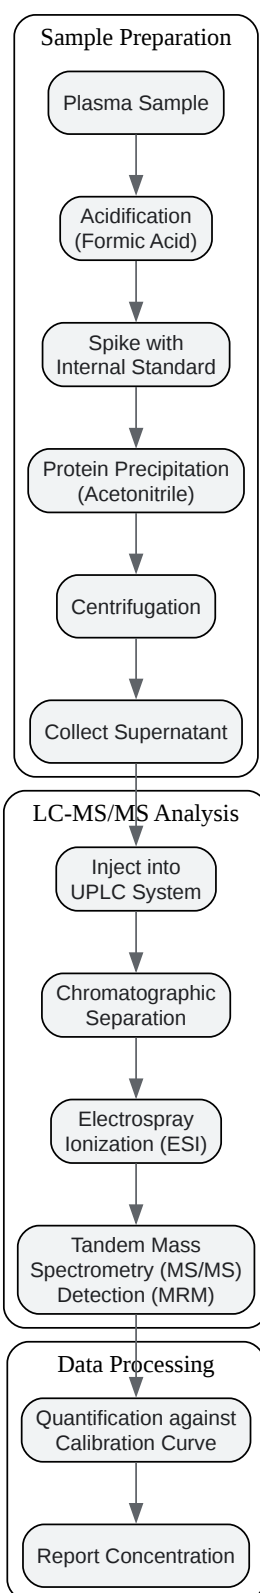 Sample Preparation
Plasma Sample
Acidification
(Formic Acid)
Spike with
Internal Standard
Protein Precipitation
(Acetonitrile)
Centrifugation
Collect Supernatant
LC-MS/MS Analysis
Inject into
UPLC System
Chromatographic
Separation
Electrospray
Ionization (ESI)
Tandem Mass
Spectrometry (MS/MS)
Detection (MRM)
Data Processing
Quantification against
Calibration Curve
Report Concentration